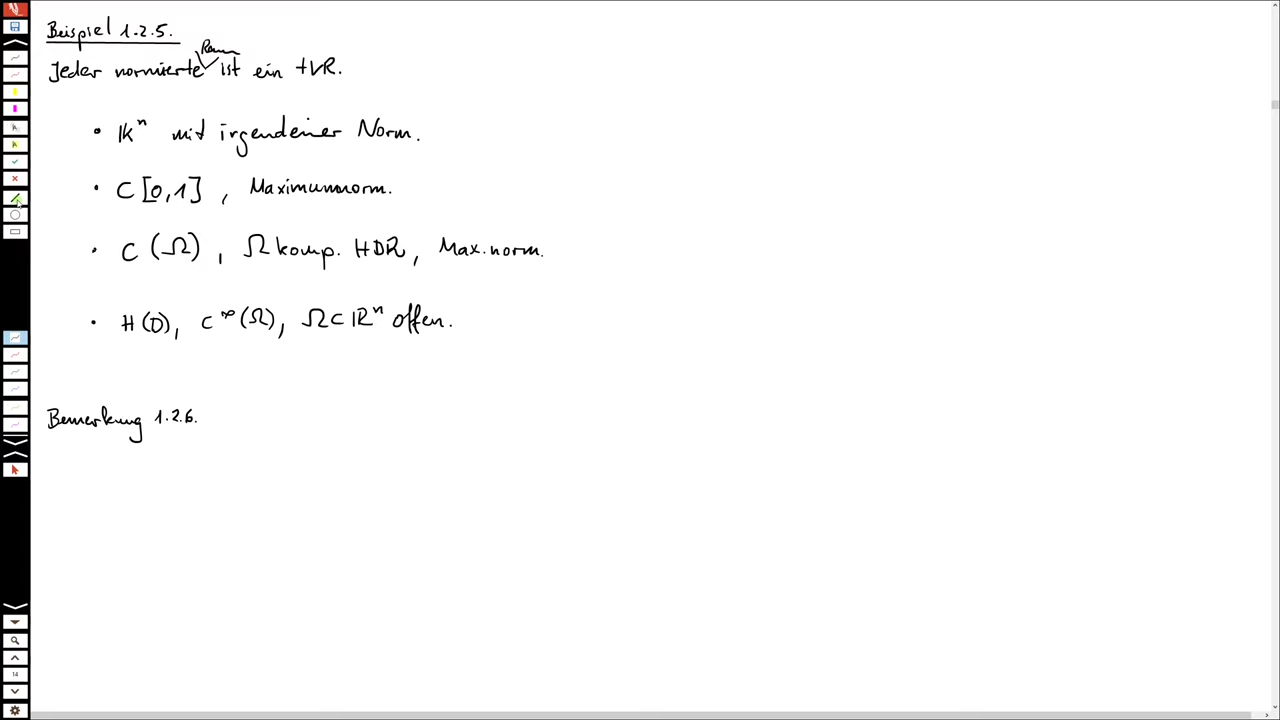 Beispiel 1.2.5.
Jeder normierte Raum ist ein tVR.
• 𝕂ⁿ mit irgendeiner Norm.
• C[0,1], Maximumnorm.
• C(Ω), Ω komp. HDR, Max.norm.
• H(D), C^∞(Ω), Ω⊂ℝⁿ offen.
Bemerkung 1.2.6.
14